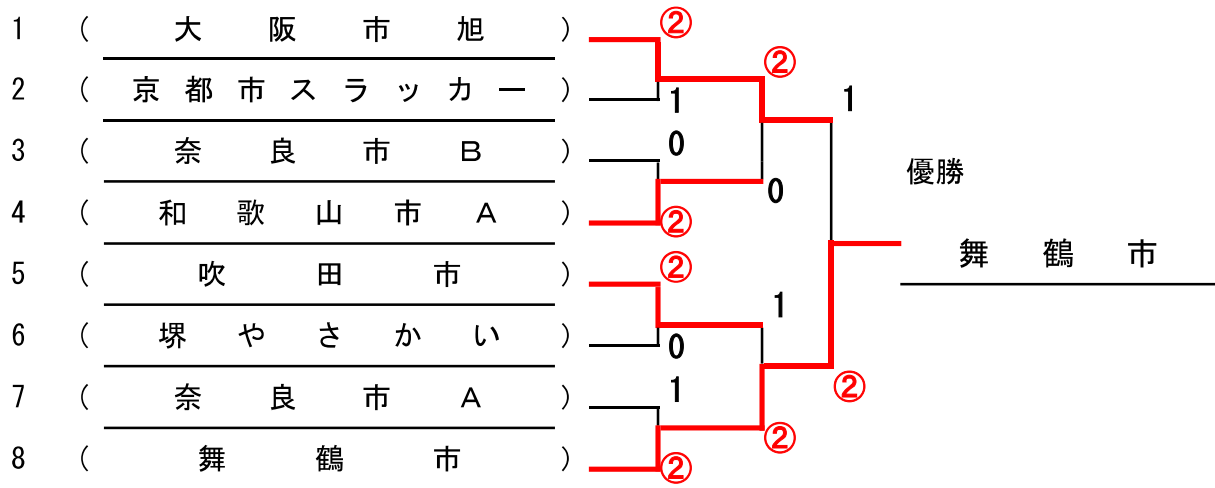 1 ( 大阪市旭 ) ②
2 ( 京都市スラッカー ) 1 ② 1
3 ( 奈良市B ) 0
優勝
4 ( 和歌山市A ) ② 0
舞鶴市
5 ( 吹田市 ) ②
6 ( 堺やさかい ) 0 1
7 ( 奈良市A ) 1 ②
8 ( 舞鶴市 ) ② ②